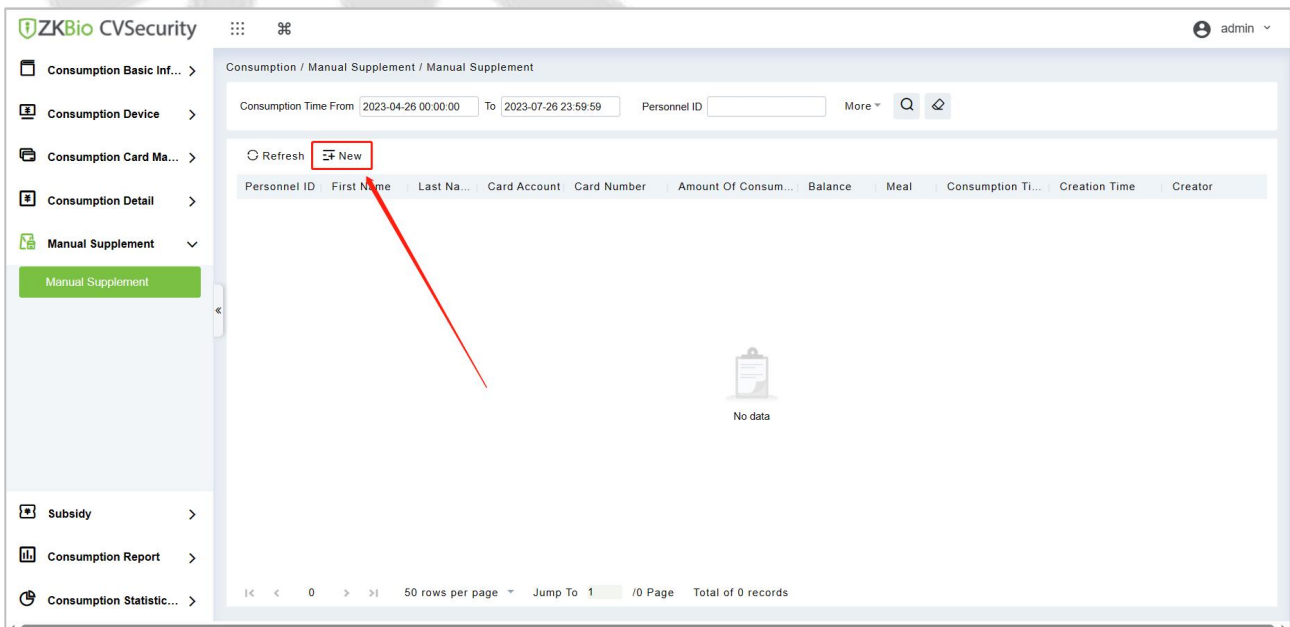 ZKBio CVSecurity
admin
Consumption Basic Inf...
Consumption Device
Consumption Card Ma...
Consumption Detail
Manual Supplement
Manual Supplement
Subsidy
Consumption Report
Consumption Statistic...
Consumption / Manual Supplement / Manual Supplement
Consumption Time From 2023-04-26 00:00:00 To 2023-07-26 23:59:59 Personnel ID More
Refresh New
Personnel ID First Name Last Na... Card Account Card Number Amount Of Consum... Balance Meal Consumption Ti... Creation Time Creator
No data
|< < 0 > >| 50 rows per page Jump To 1 /0 Page Total of 0 records